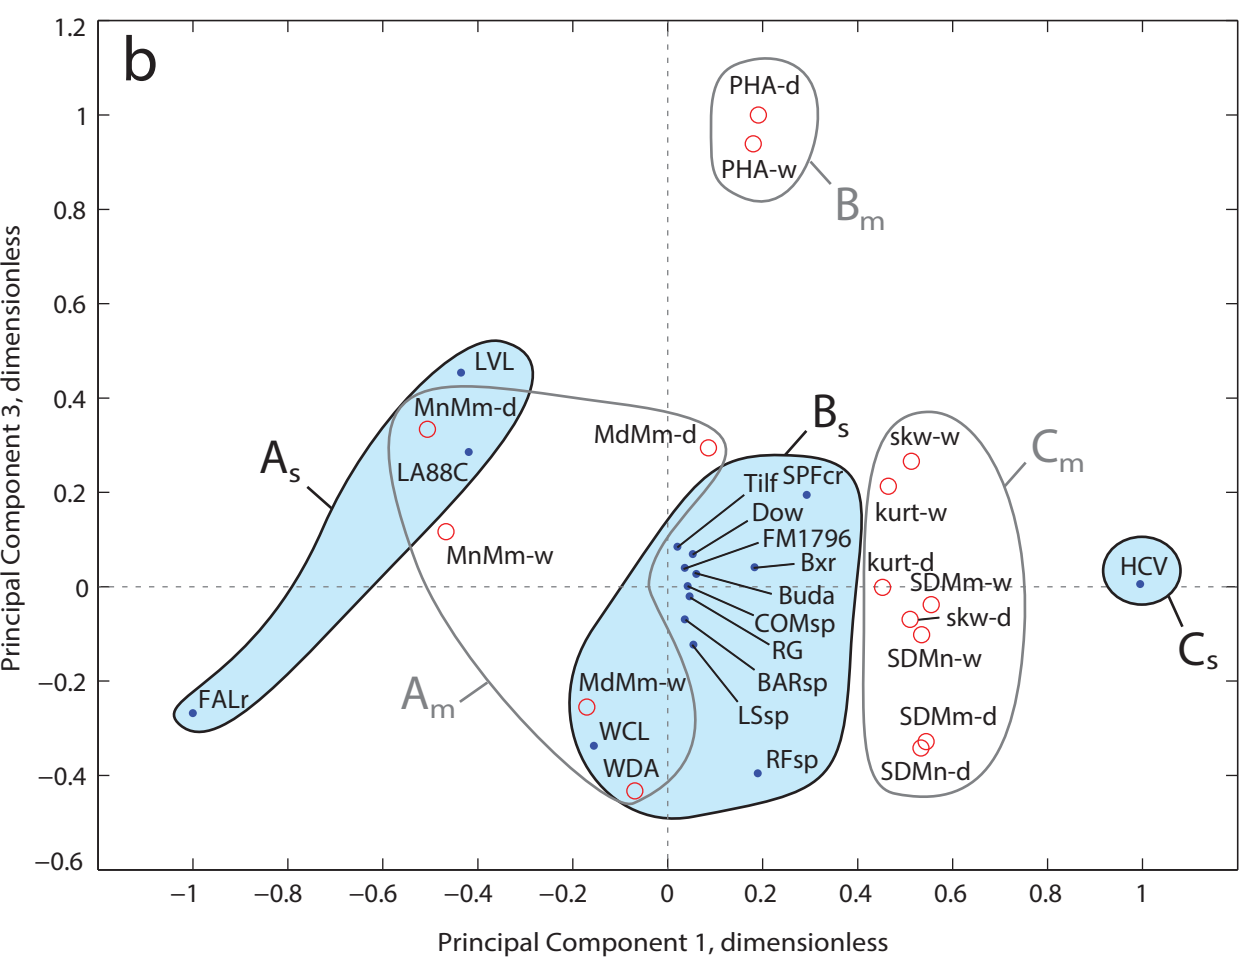 b
1.2
1
0.8
0.6
0.4
0.2
0
−0.2
−0.4
−0.6
Principal Component 3, dimensionless
PHA-d
PHA-w
Bm
LVL
MnMm-d
As
LA88C
MnMm-w
MdMm-d
Bs
Tilf SPFcr
Dow
FM1796
Bxr
Buda
COMsp
RG
BARsp
LSsp
RFsp
skw-w
Cm
kurt-w
kurt-d
SDMm-w
skw-d
SDMn-w
SDMm-d
SDMn-d
HCV
Cs
FALr
Am
MdMm-w
WCL
WDA
−1 −0.8 −0.6 −0.4 −0.2 0 0.2 0.4 0.6 0.8 1
Principal Component 1, dimensionless